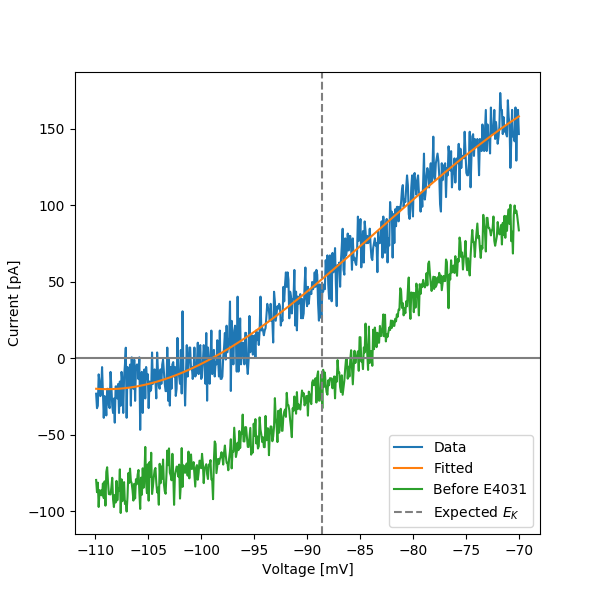 150
100
50
0
−50
−100
Current [pA]
−110
−105
−100
−95
−90
−85
−80
−75
−70
Voltage [mV]
Data
Fitted
Before E4031
Expected E_K